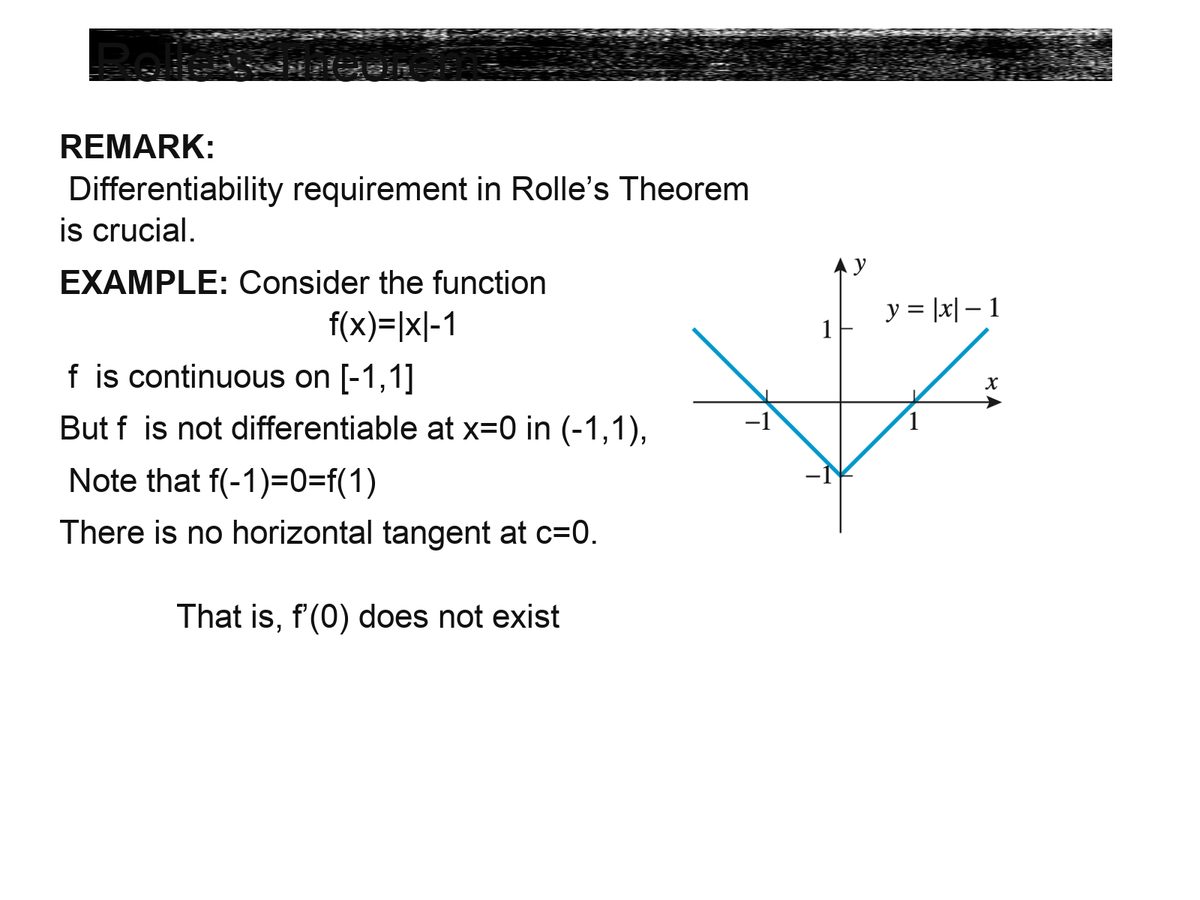 Rolle's Theorem
REMARK:
Differentiability requirement in Rolle’s Theorem
is crucial.
EXAMPLE: Consider the function
f(x)=|x|-1
f is continuous on [-1,1]
But f is not differentiable at x=0 in (-1,1),
Note that f(-1)=0=f(1)
There is no horizontal tangent at c=0.
That is, f’(0) does not exist
y
y = |x| – 1
1
x
–1
1
–1